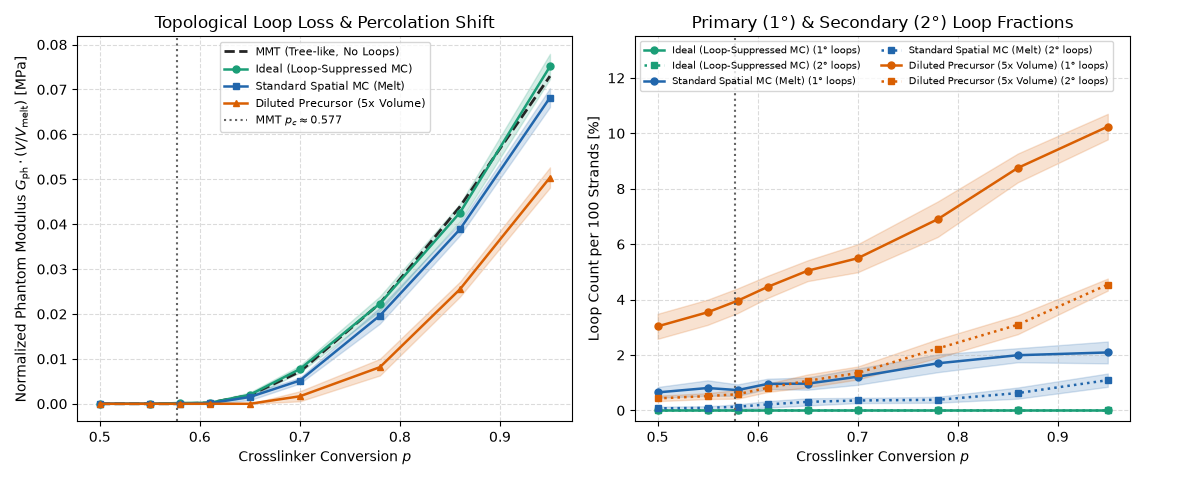 Topological Loop Loss & Percolation Shift
Normalized Phantom Modulus G_ph · (V/V_melt) [MPa]
0.08
0.07
0.06
0.05
0.04
0.03
0.02
0.01
0.00
MMT (Tree-like, No Loops)
Ideal (Loop-Suppressed MC)
Standard Spatial MC (Melt)
Diluted Precursor (5x Volume)
MMT p_c ≈ 0.577
0.5 0.6 0.7 0.8 0.9
Crosslinker Conversion p
Primary (1°) & Secondary (2°) Loop Fractions
Loop Count per 100 Strands [%]
12
10
8
6
4
2
0
Ideal (Loop-Suppressed MC) (1° loops)
Ideal (Loop-Suppressed MC) (2° loops)
Standard Spatial MC (Melt) (1° loops)
Standard Spatial MC (Melt) (2° loops)
Diluted Precursor (5x Volume) (1° loops)
Diluted Precursor (5x Volume) (2° loops)
0.5 0.6 0.7 0.8 0.9
Crosslinker Conversion p